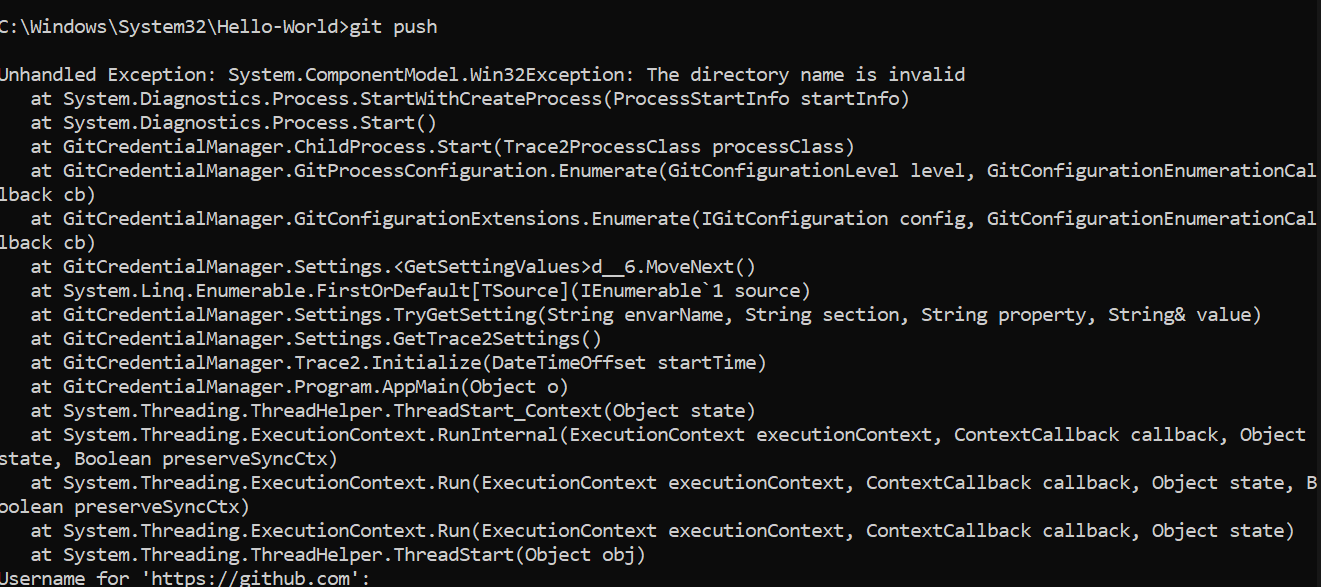 C:\Windows\System32\Hello-World>git push
Unhandled Exception: System.ComponentModel.Win32Exception: The directory name is invalid
   at System.Diagnostics.Process.StartWithCreateProcess(ProcessStartInfo startInfo)
   at System.Diagnostics.Process.Start()
   at GitCredentialManager.ChildProcess.Start(Trace2ProcessClass processClass)
   at GitCredentialManager.GitProcessConfiguration.Enumerate(GitConfigurationLevel level, GitConfigurationEnumerationCal
lback cb)
   at GitCredentialManager.GitConfigurationExtensions.Enumerate(IGitConfiguration config, GitConfigurationEnumerationCal
lback cb)
   at GitCredentialManager.Settings.<GetSettingValues>d__6.MoveNext()
   at System.Linq.Enumerable.FirstOrDefault[TSource](IEnumerable`1 source)
   at GitCredentialManager.Settings.TryGetSetting(String envarName, String section, String property, String& value)
   at GitCredentialManager.Settings.GetTrace2Settings()
   at GitCredentialManager.Trace2.Initialize(DateTimeOffset startTime)
   at GitCredentialManager.Program.AppMain(Object o)
   at System.Threading.ThreadHelper.ThreadStart_Context(Object state)
   at System.Threading.ExecutionContext.RunInternal(ExecutionContext executionContext, ContextCallback callback, Object
state, Boolean preserveSyncCtx)
   at System.Threading.ExecutionContext.Run(ExecutionContext executionContext, ContextCallback callback, Object state, B
oolean preserveSyncCtx)
   at System.Threading.ExecutionContext.Run(ExecutionContext executionContext, ContextCallback callback, Object state)
   at System.Threading.ThreadHelper.ThreadStart(Object obj)
Username for 'https://github.com':